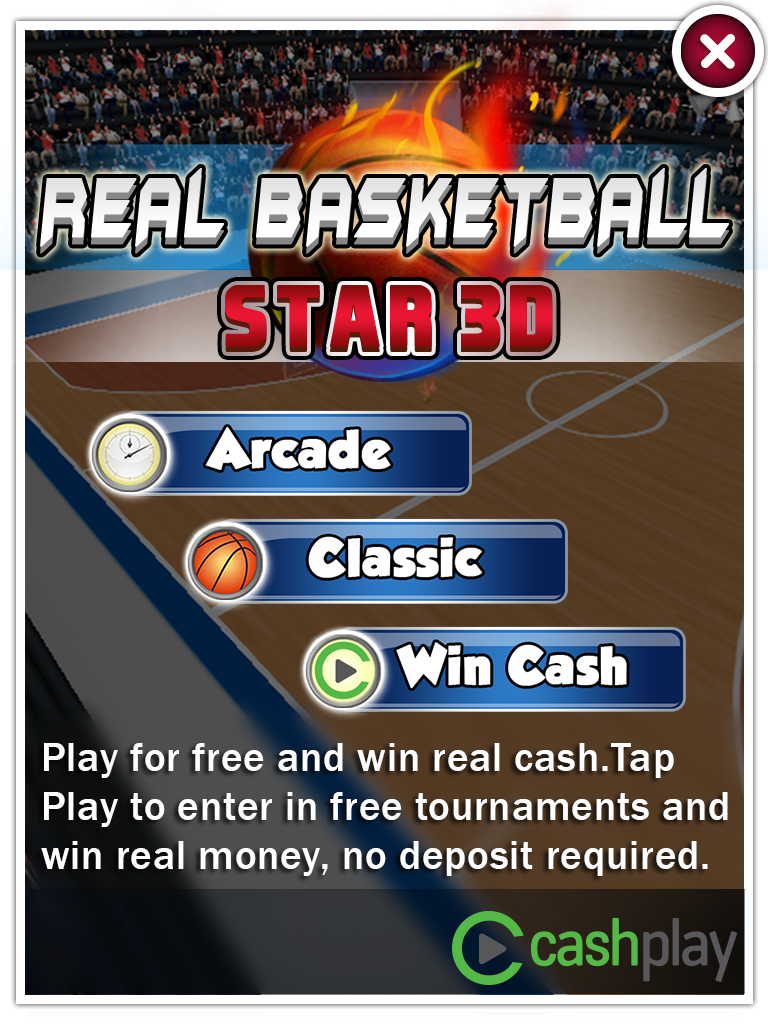 REAL BASKETBALL
STAR 3D
Arcade
Classic
Win Cash
Play for free and win real cash.Tap
Play to enter in free tournaments and
win real money, no deposit required.
cashplay